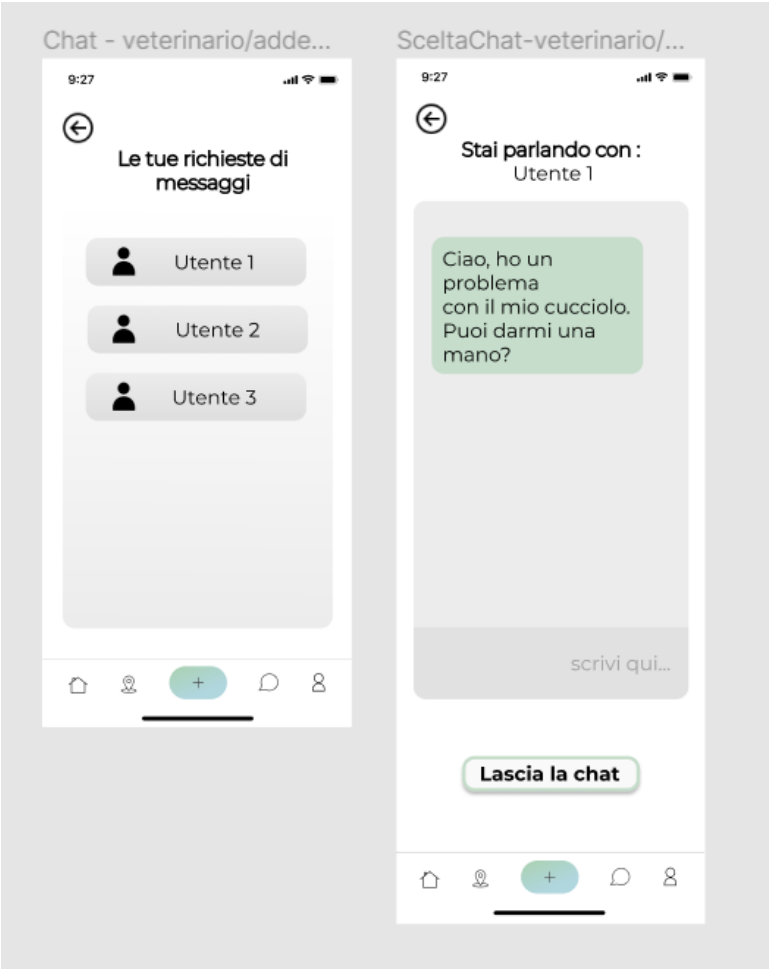 Chat - veterinario/adde...
9:27
Le tue richieste di
messaggi
Utente 1
Utente 2
Utente 3
+
SceltaChat-veterinario/...
9:27
Stai parlando con :
Utente 1
Ciao, ho un
problema
con il mio cucciolo.
Puoi darmi una
mano?
scrivi qui...
Lascia la chat
+